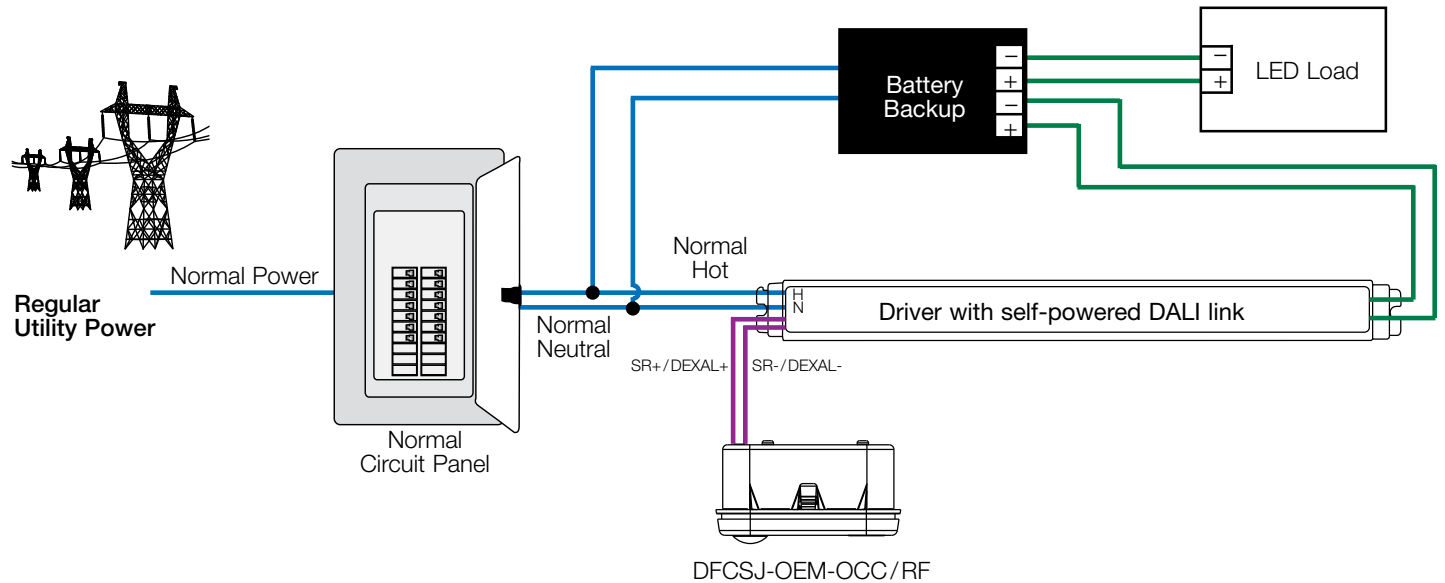 Regular
Utility Power
Normal Power
Normal
Circuit Panel
Normal
Hot
Normal
Neutral
Battery
Backup
−
+
−
+
−
+
LED Load
H
N
Driver with self-powered DALI link
SR+/DEXAL+
SR-/DEXAL-
DFCSJ-OEM-OCC/RF